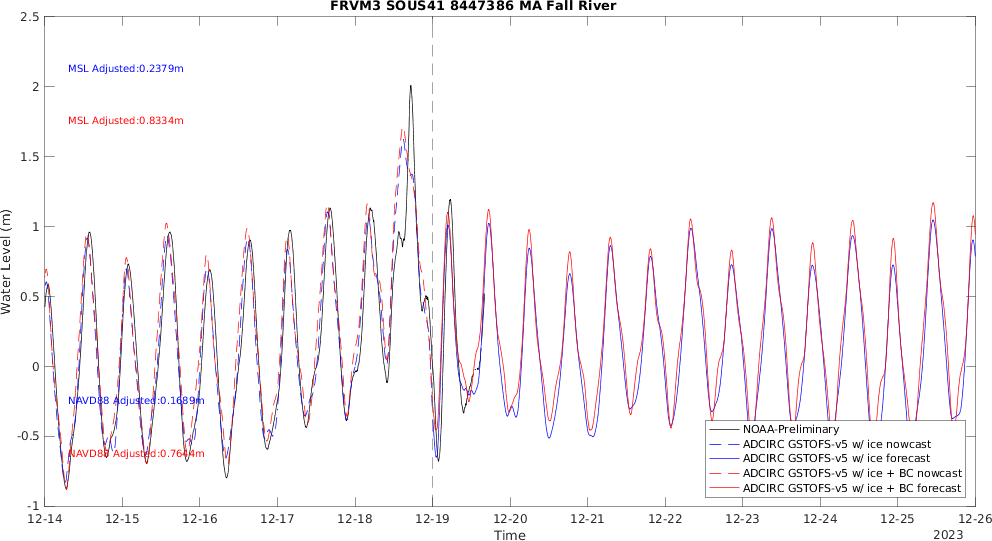 FRVM3 SOUS41 8447386 MA Fall River
2.5
2
1.5
1
0.5
0
-0.5
-1
Water Level (m)
MSL Adjusted:0.2379m
MSL Adjusted:0.8334m
NAVD88 Adjusted:0.1689m
NAVD88 Adjusted:0.7644m
NOAA-Preliminary
ADCIRC GSTOFS-v5 w/ ice nowcast
ADCIRC GSTOFS-v5 w/ ice forecast
ADCIRC GSTOFS-v5 w/ ice + BC nowcast
ADCIRC GSTOFS-v5 w/ ice + BC forecast
12-14 12-15 12-16 12-17 12-18 12-19 12-20 12-21 12-22 12-23 12-24 12-25 12-26
Time
2023